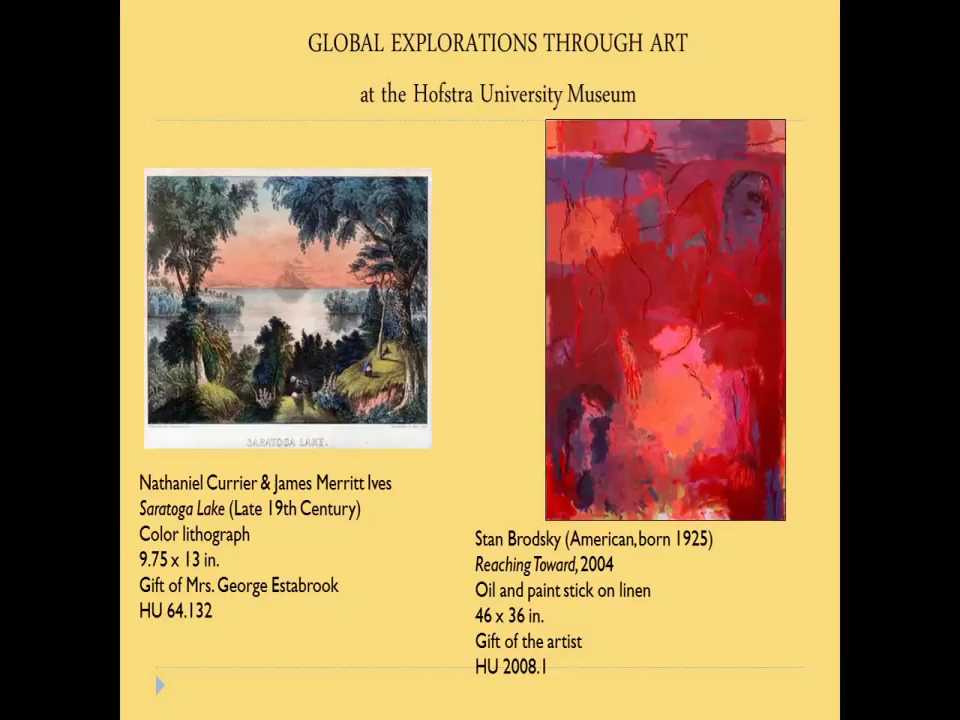 GLOBAL EXPLORATIONS THROUGH ART
at the Hofstra University Museum
SARATOGA LAKE.
Nathaniel Currier & James Merritt Ives
Saratoga Lake (Late 19th Century)
Color lithograph
9.75 x 13 in.
Gift of Mrs. George Estabrook
HU 64.132
Stan Brodsky (American, born 1925)
Reaching Toward, 2004
Oil and paint stick on linen
46 x 36 in.
Gift of the artist
HU 2008.1